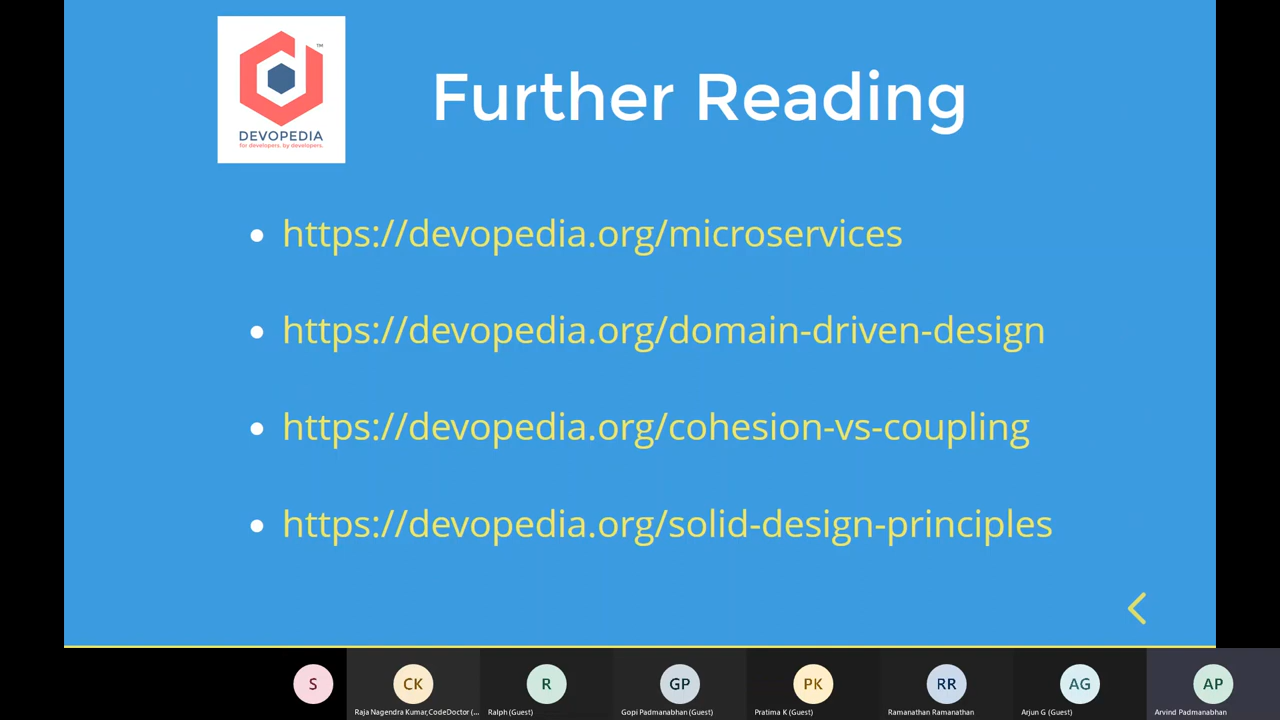 TM
DEVOPEDIA
for developers. by developers.
Further Reading
https://devopedia.org/microservices
https://devopedia.org/domain-driven-design
https://devopedia.org/cohesion-vs-coupling
https://devopedia.org/solid-design-principles
S
CK
R
GP
PK
RR
AG
AP
Raja Nagendra Kumar,CodeDoctor (...
Ralph (Guest)
Gopi Padmanabhan (Guest)
Pratima K (Guest)
Ramanathan Ramanathan
Arjun G (Guest)
Arvind Padmanabhan